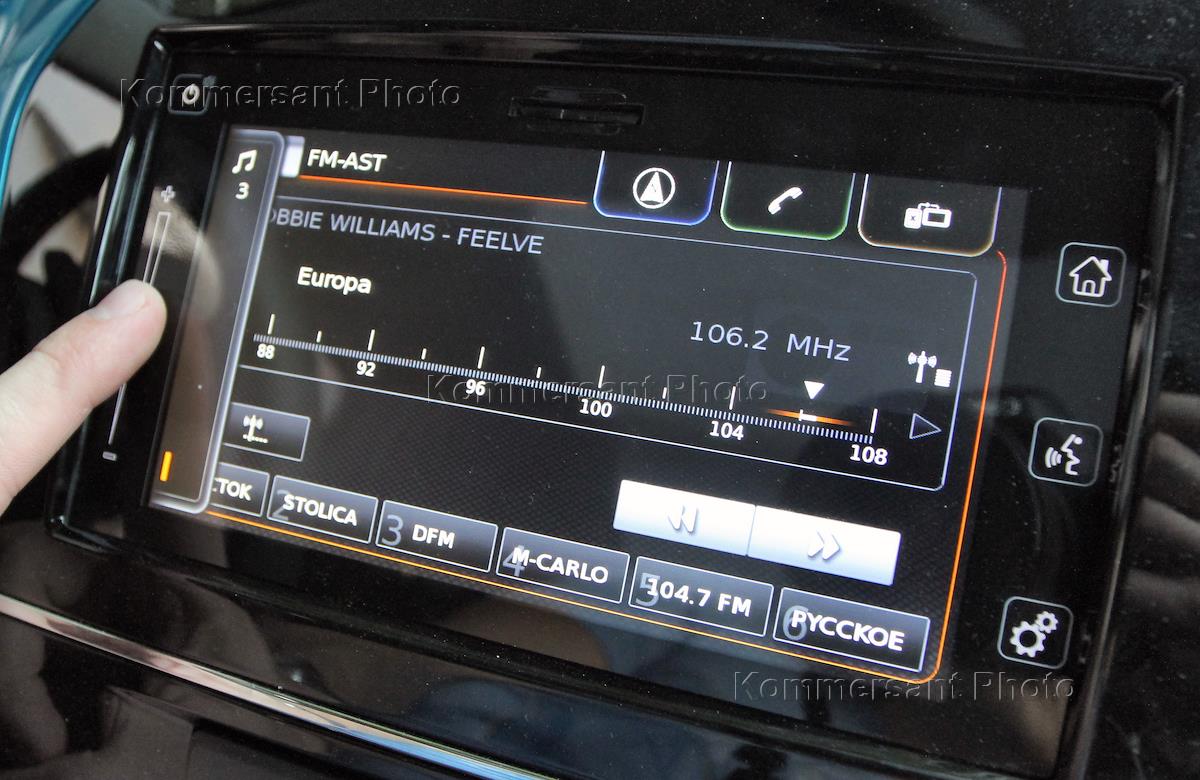 Kommersant Photo
FM-AST
3
OBBIE WILLIAMS - FEELVE
Europa
106.2 MHz
88 92 96 100 104 108
Kommersant Photo
TOK
2 STOLICA
3 DFM
4 M-CARLO
5 104.7 FM
6 РУССКОЕ
Kommersant Photo